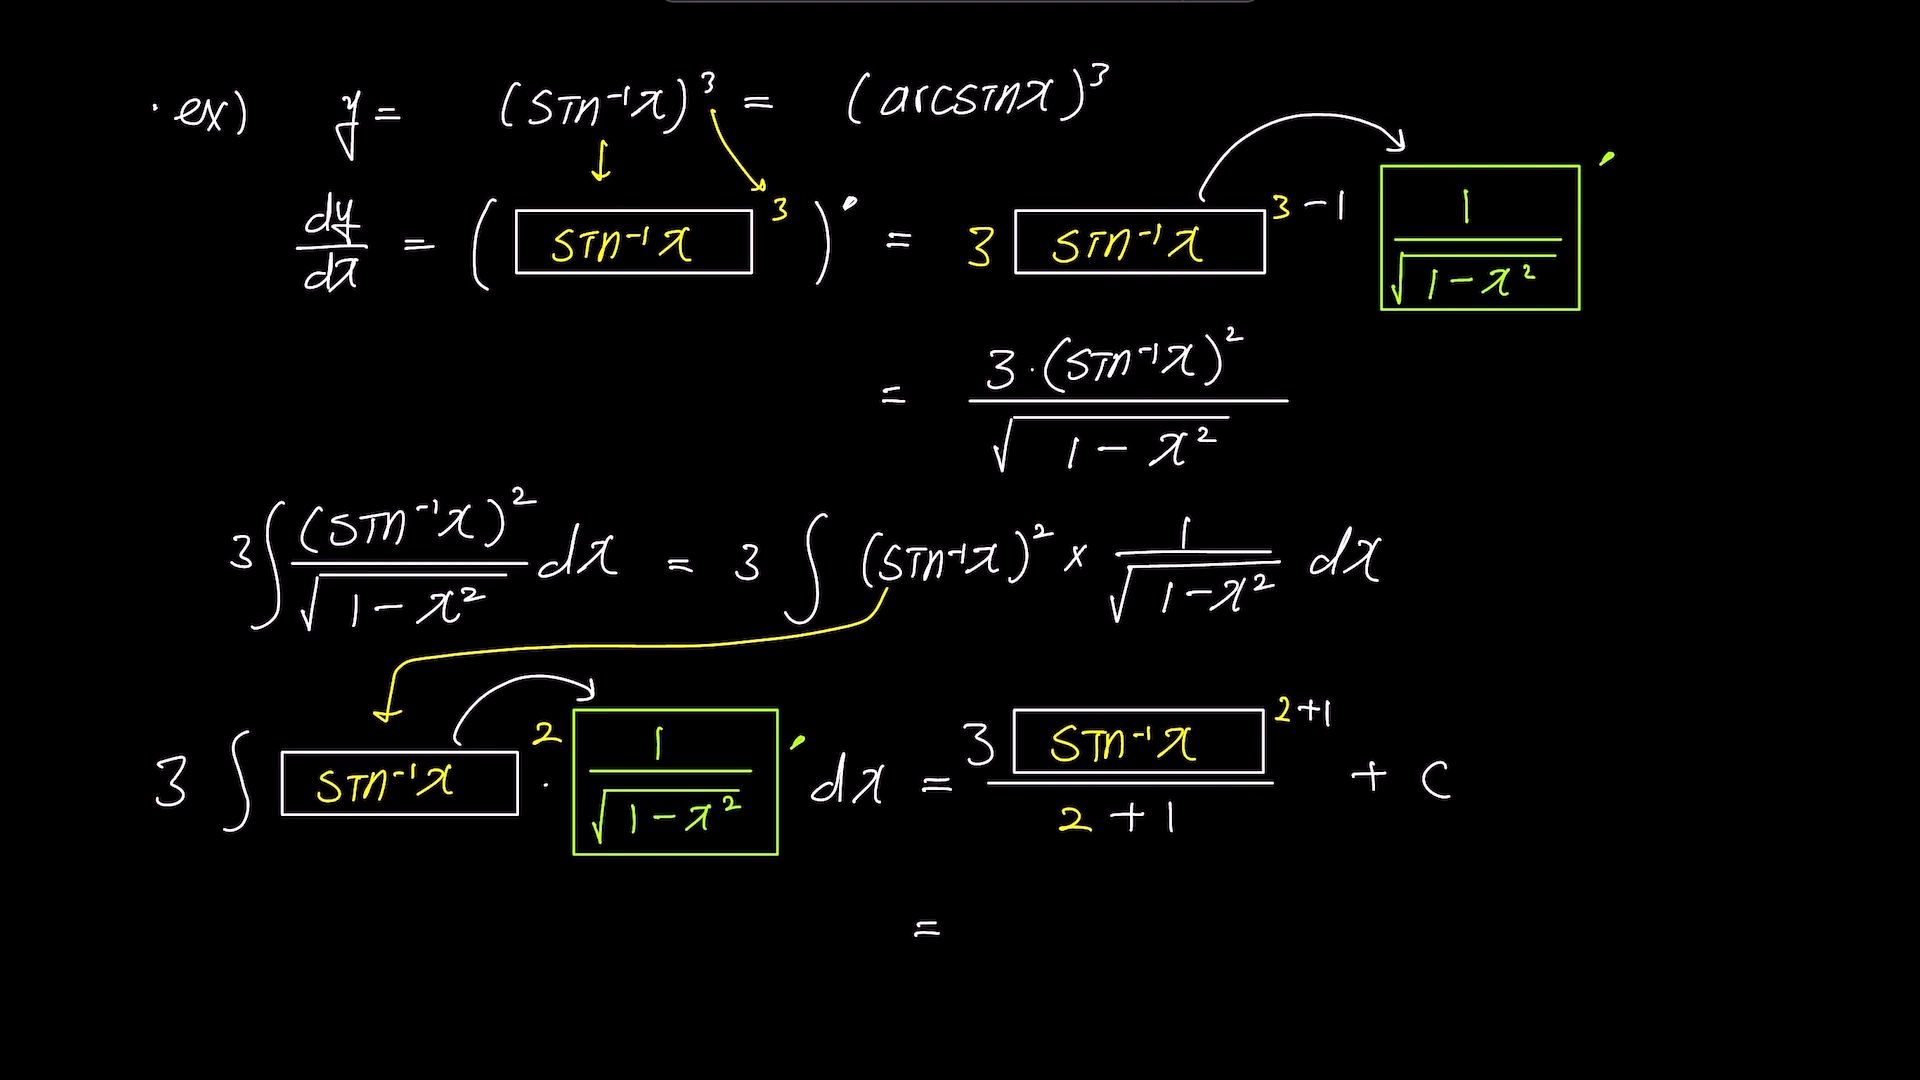 · ex) y = (sin⁻¹x)³ = (arcsinx)³
dy/dx = ( sin⁻¹x ³ )' = 3 sin⁻¹x ³⁻¹ 1/√(1-x²) '
= 3·(sin⁻¹x)² / √(1-x²)
3∫ (sin⁻¹x)²/√(1-x²) dx = 3 ∫ (sin⁻¹x)² × 1/√(1-x²) dx
3 ∫ sin⁻¹x ² · 1/√(1-x²) ' dx = 3 sin⁻¹x ²⁺¹ / 2+1 + C
=